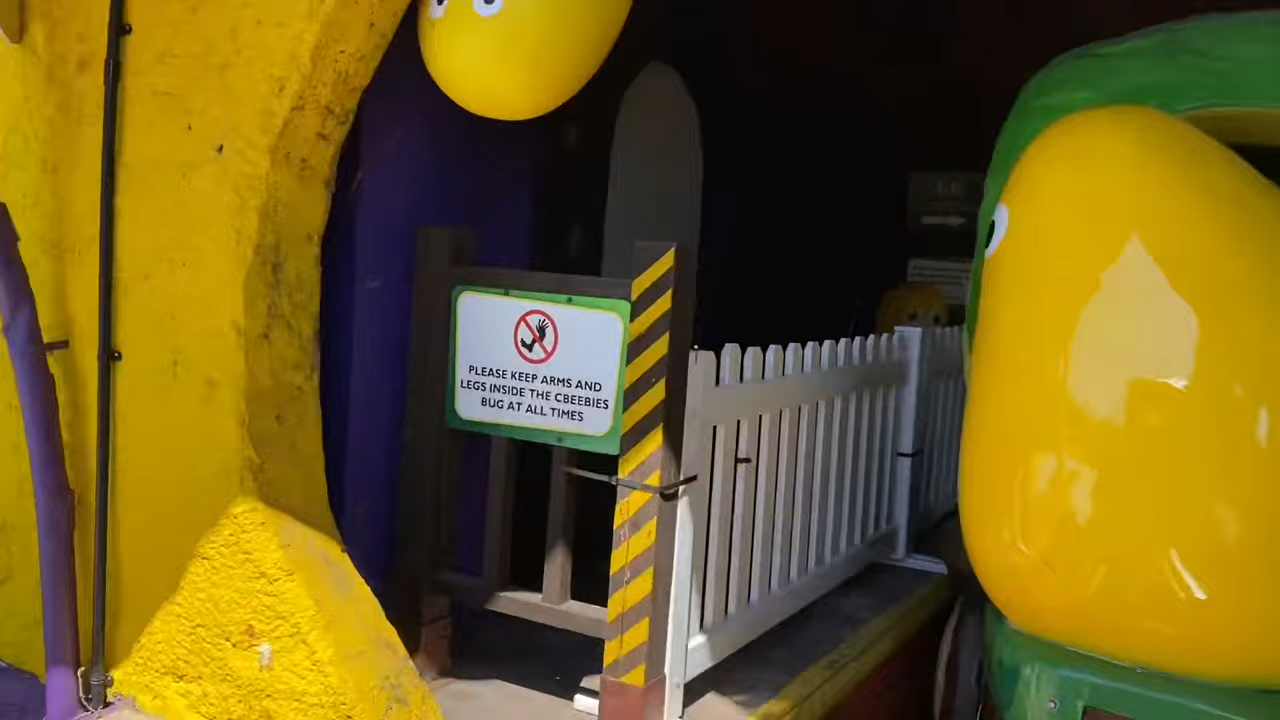 PLEASE KEEP ARMS AND
LEGS INSIDE THE CBEEBIES
BUG AT ALL TIMES